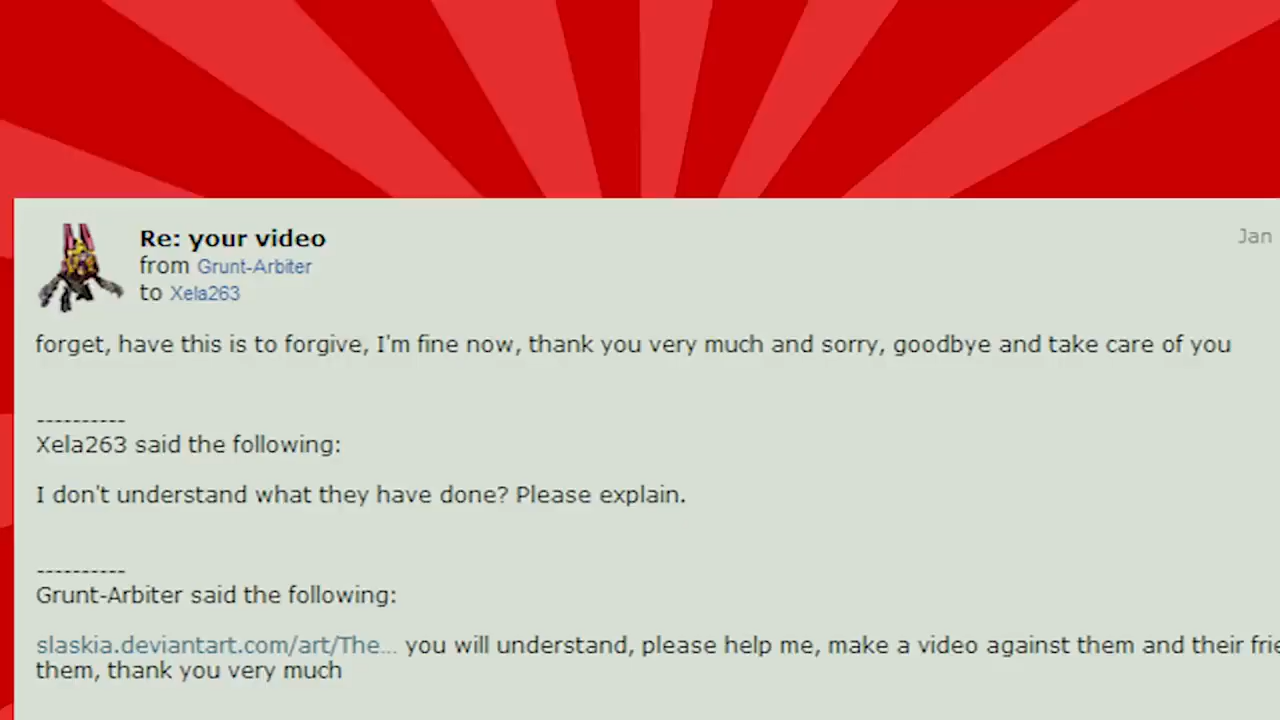 Re: your video
Jan
from Grunt-Arbiter
to Xela263
forget, have this is to forgive, I'm fine now, thank you very much and sorry, goodbye and take care of you
----------
Xela263 said the following:
I don't understand what they have done? Please explain.
----------
Grunt-Arbiter said the following:
slaskia.deviantart.com/art/The... you will understand, please help me, make a video against them and their
them, thank you very much